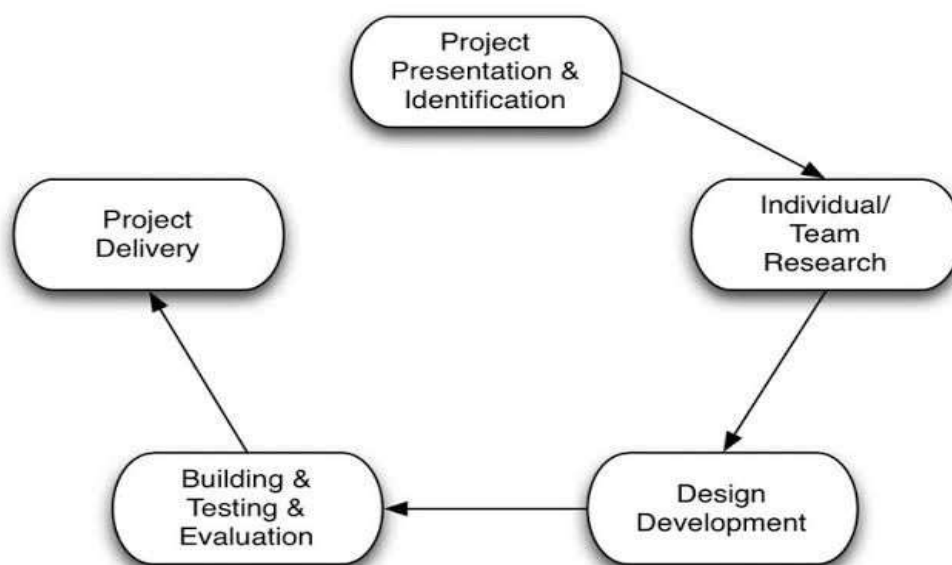 Project
Presentation &
Identification
Individual/
Team
Research
Design
Development
Building &
Testing &
Evaluation
Project
Delivery